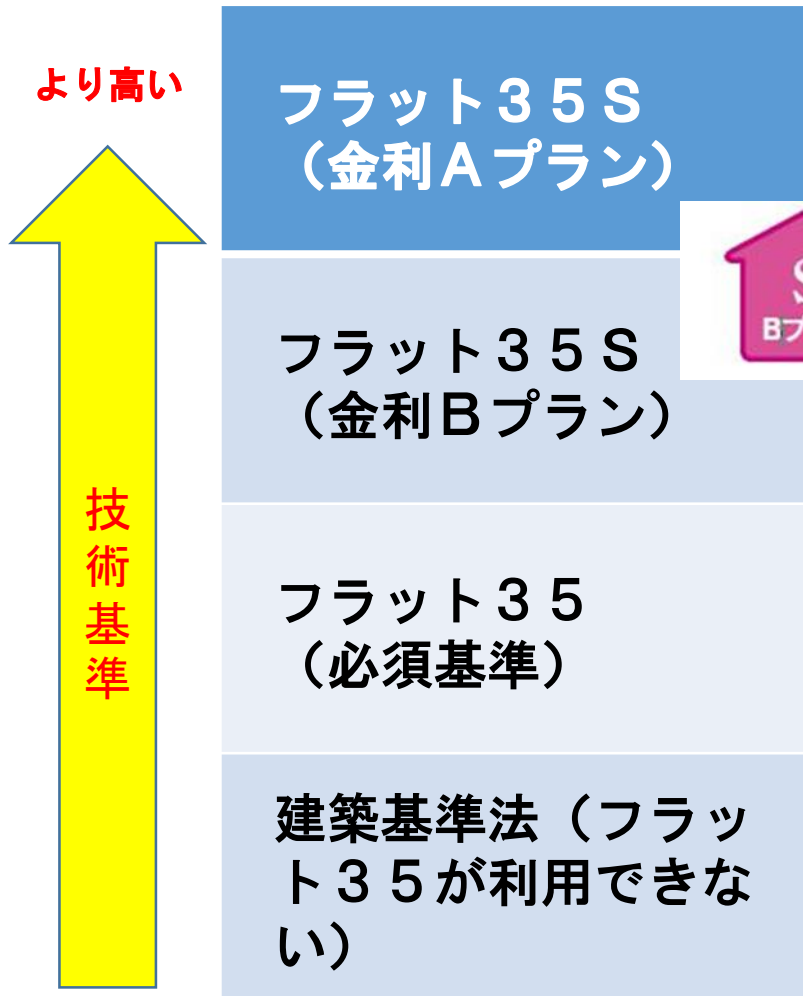 より高い
フラット３５Ｓ
（金利Ａプラン）
S
Bプ
フラット３５Ｓ
（金利Ｂプラン）
技術基準
フラット３５
（必須基準）
建築基準法（フラッ
ト３５が利用できな
い）